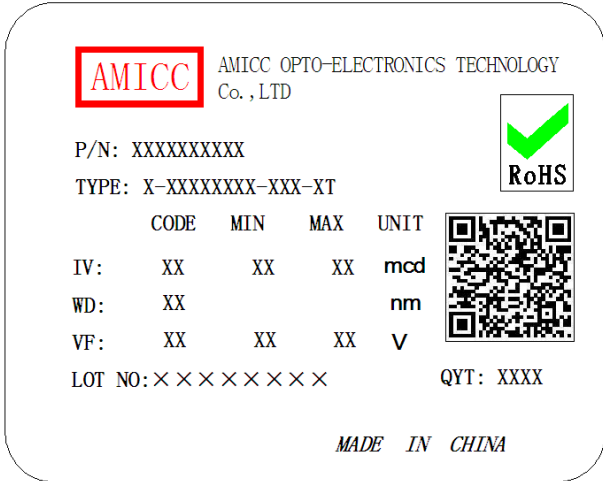 AMICC
AMICC OPTO-ELECTRONICS TECHNOLOGY
Co.,LTD
RoHS
P/N: XXXXXXXXXX
TYPE: X-XXXXXXXX-XXX-XT
CODE MIN MAX UNIT
IV: XX XX XX mcd
WD: XX nm
VF: XX XX XX V
LOT NO:××××××××
QYT: XXXX
MADE IN CHINA